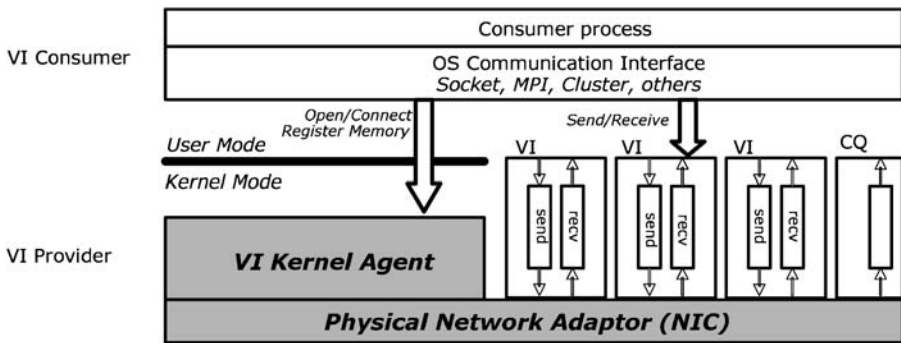 Consumer process
VI Consumer
OS Communication Interface
Socket, MPI, Cluster, others
Open/Connect
Register Memory
Send/Receive
User Mode
Kernel Mode
VI
VI
VI
CQ
send
recv
send
recv
send
recv
VI Provider
VI Kernel Agent
Physical Network Adaptor (NIC)